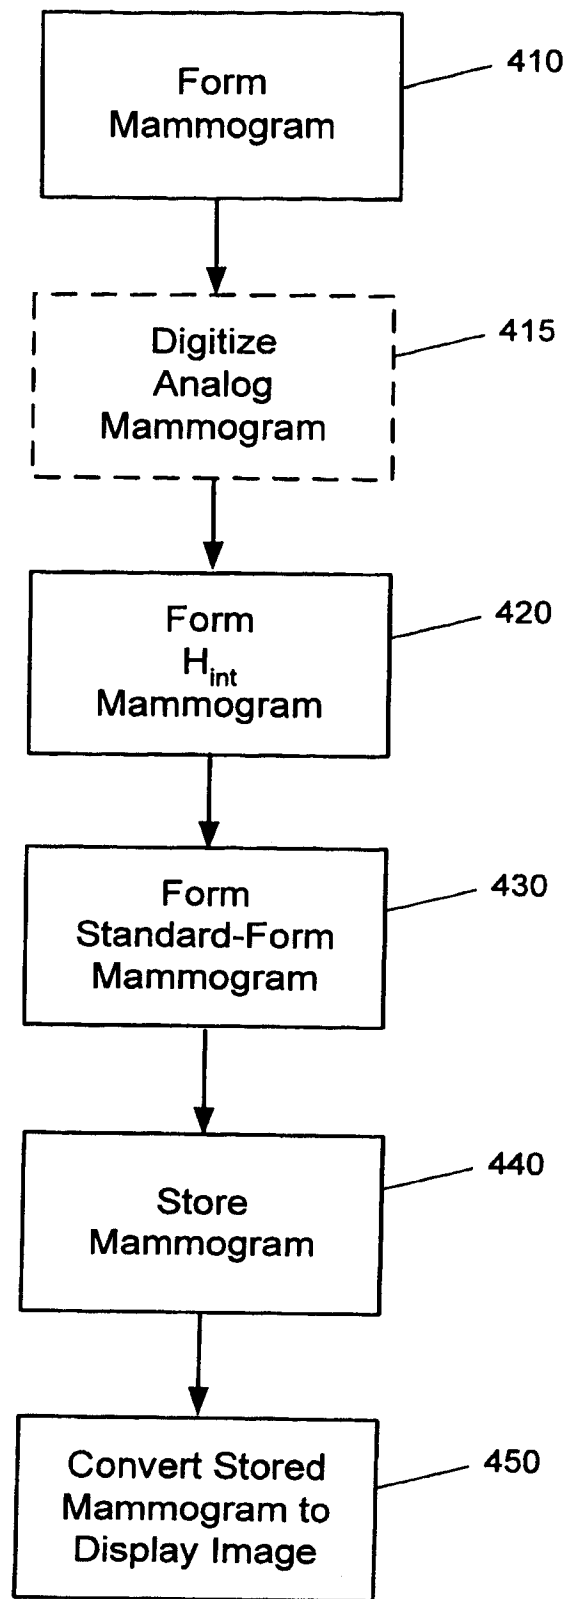 Form
Mammogram
410
Digitize
Analog
Mammogram
415
Form
H_int
Mammogram
420
Form
Standard-Form
Mammogram
430
Store
Mammogram
440
Convert Stored
Mammogram to
Display Image
450